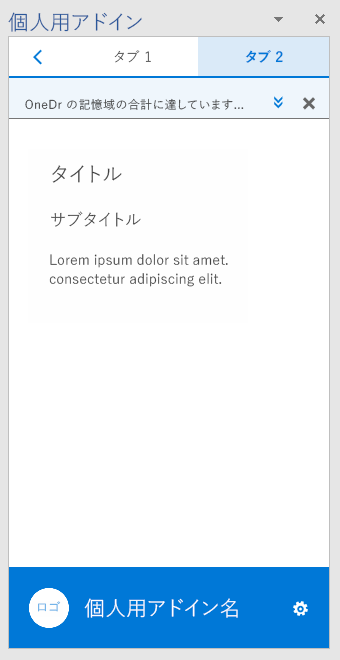 個人用アドイン
タブ 1
タブ 2
OneDr の記憶域の合計に達しています...
タイトル
サブタイトル
Lorem ipsum dolor sit amet.
consectetur adipiscing elit.
ロゴ
個人用アドイン名